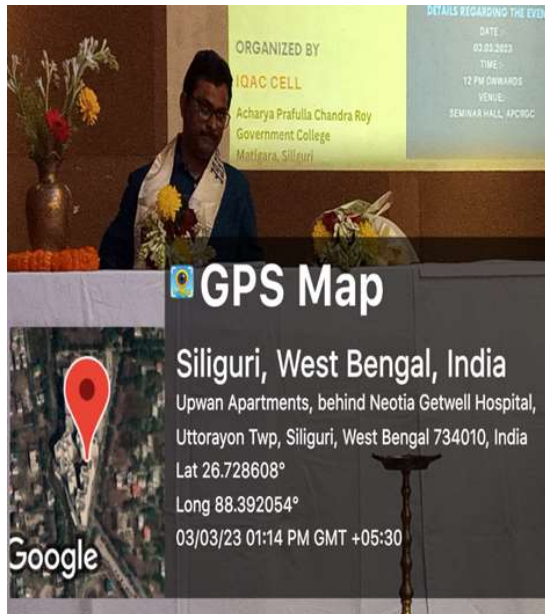 ORGANIZED BY
IQAC CELL
Acharya Prafulla Chandra Roy
Government College
Matigara, Siliguri
DETAILS REGARDING THE EVEN
DATE :-
03.03.2023
TIME :-
12 PM ONWARDS
VENUE:
SEMINAR HALL, APCRGC
GPS Map
Siliguri, West Bengal, India
Upwan Apartments, behind Neotia Getwell Hospital,
Uttorayon Twp, Siliguri, West Bengal 734010, India
Lat 26.728608°
Long 88.392054°
03/03/23 01:14 PM GMT +05:30
Google